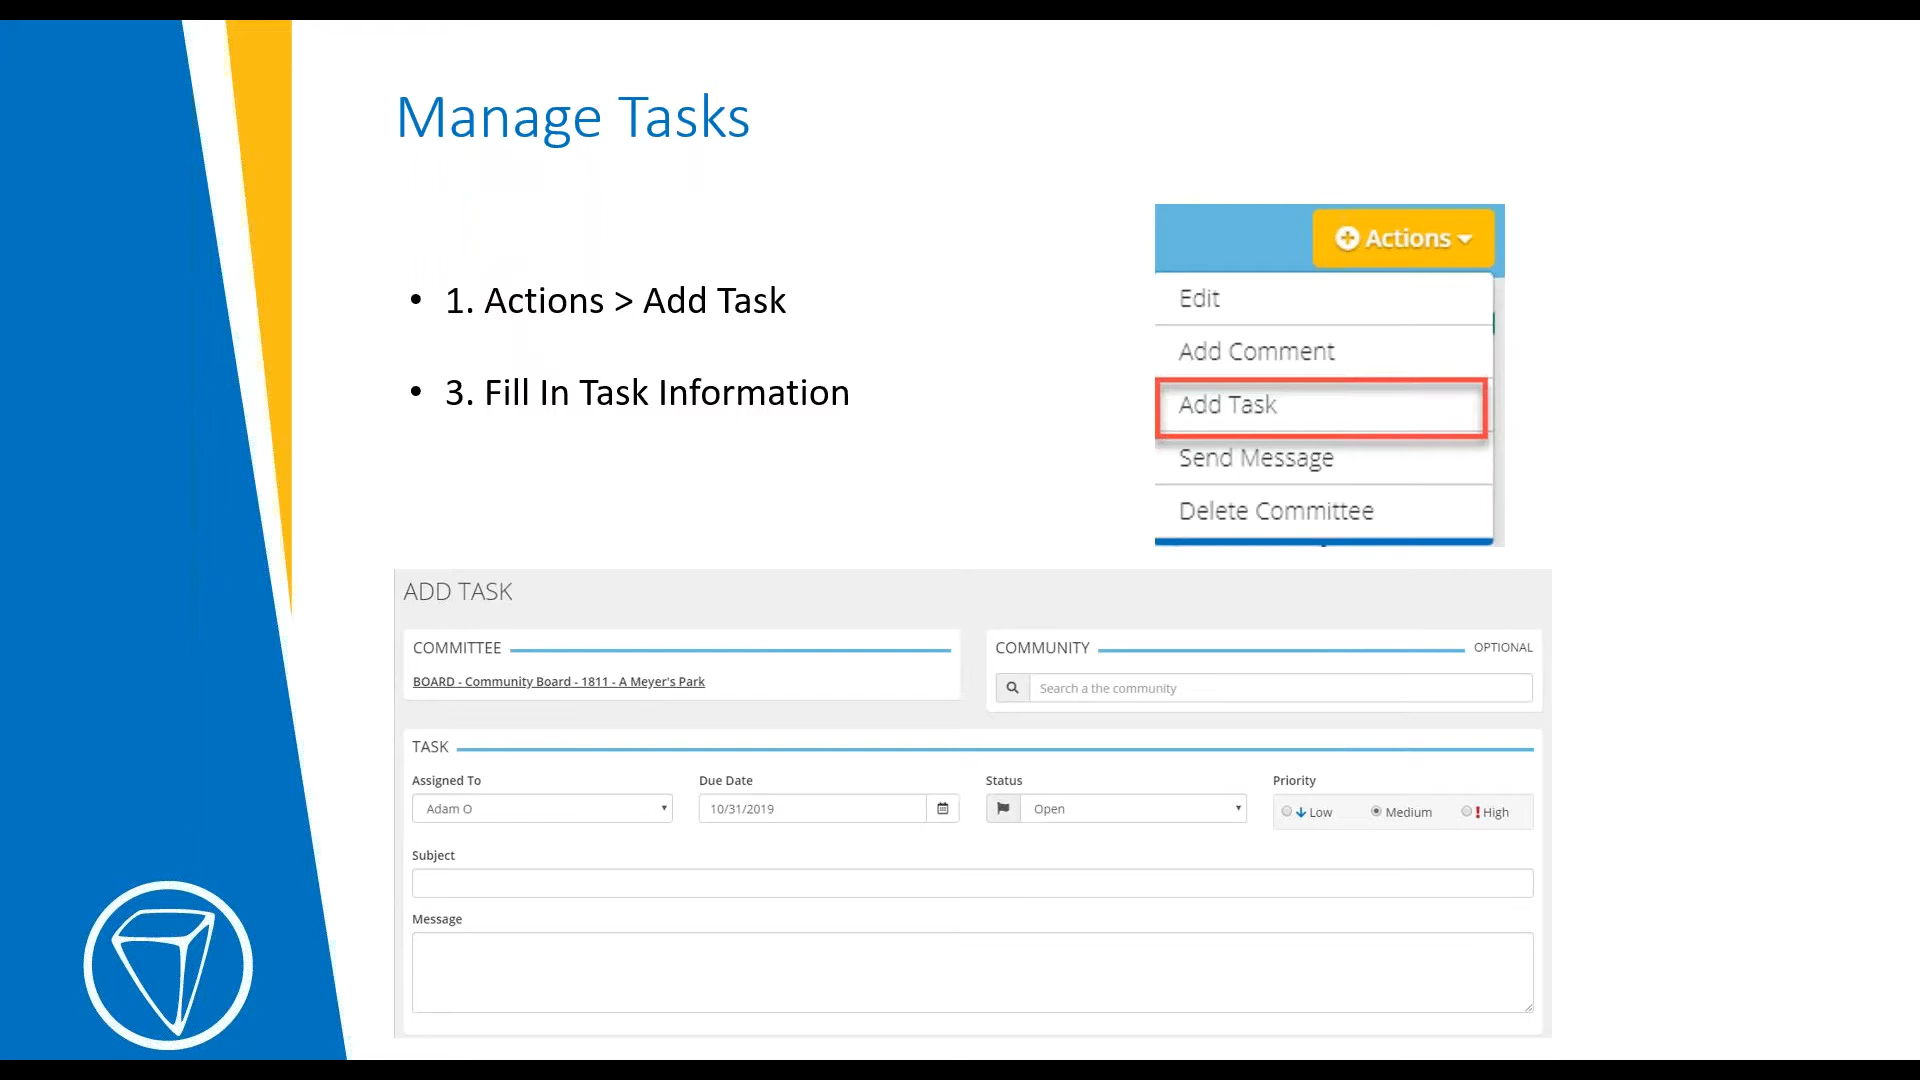 Manage Tasks
• 1. Actions > Add Task
• 3. Fill In Task Information
Actions
Edit
Add Comment
Add Task
Send Message
Delete Committee
ADD TASK
COMMITTEE
BOARD - Community Board - 1811 - A Meyer's Park
COMMUNITY OPTIONAL
Search a the community
TASK
Assigned To Due Date Status Priority
Adam O 10/31/2019 Open Low Medium High
Subject
Message